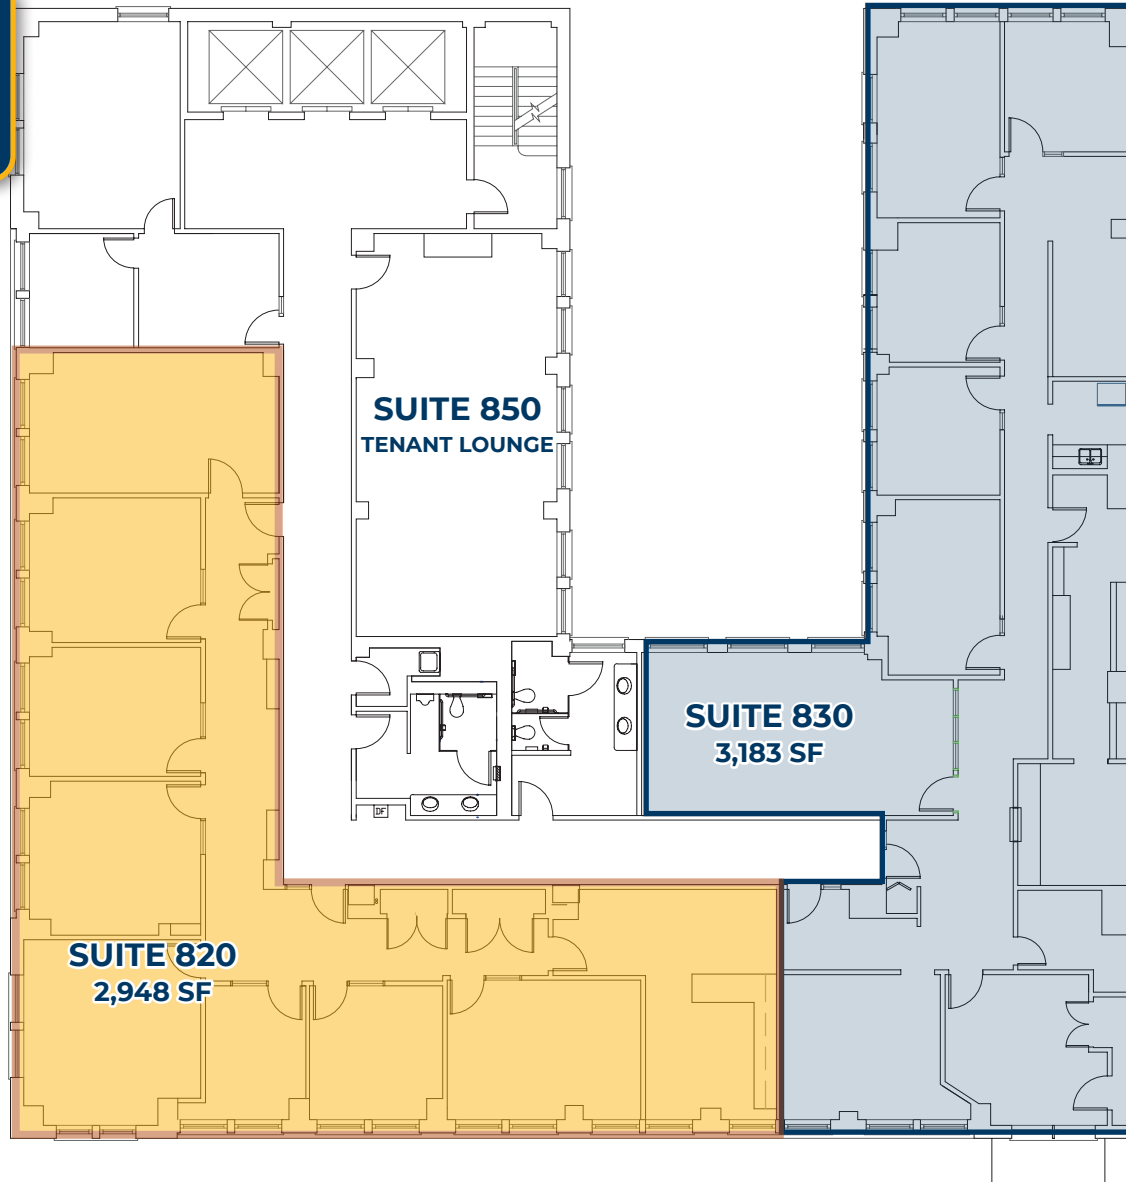 SUITE 850
TENANT LOUNGE
SUITE 830
3,183 SF
DF
SUITE 820
2,948 SF